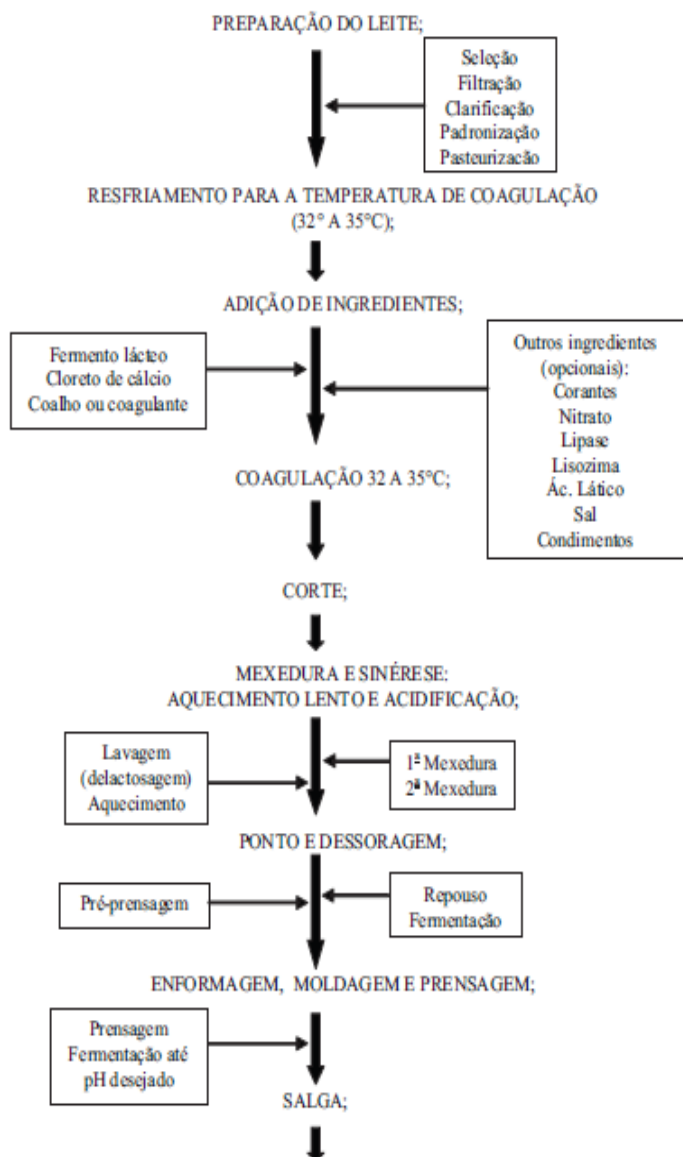 PREPARAÇÃO DO LEITE;
Seleção
Filtração
Clarificação
Padronização
Pasteurizacão
RESFRIAMENTO PARA A TEMPERATURA DE COAGULAÇÃO
(32° A 35°C);
ADIÇÃO DE INGREDIENTES;
Fermento lácteo
Cloreto de cálcio
Coalho ou coagulante
Outros ingredientes
(opcionais):
Corantes
Nitrato
Lipase
Lisozima
Ác. Lático
Sal
Condimentos
COAGULAÇÃO 32 A 35°C;
CORTE;
MEXEDURA E SINÉRESE:
AQUECIMENTO LENTO E ACIDIFICAÇÃO;
Lavagem
(delactosagem)
Aquecimento
1ª Mexedura
2ª Mexedura
PONTO E DESSORAGEM;
Pré-prensagem
Repouso
Fermentação
ENFORMAGEM, MOLDAGEM E PRENSAGEM;
Prensagem
Fermentação até
pH desejado
SALGA;